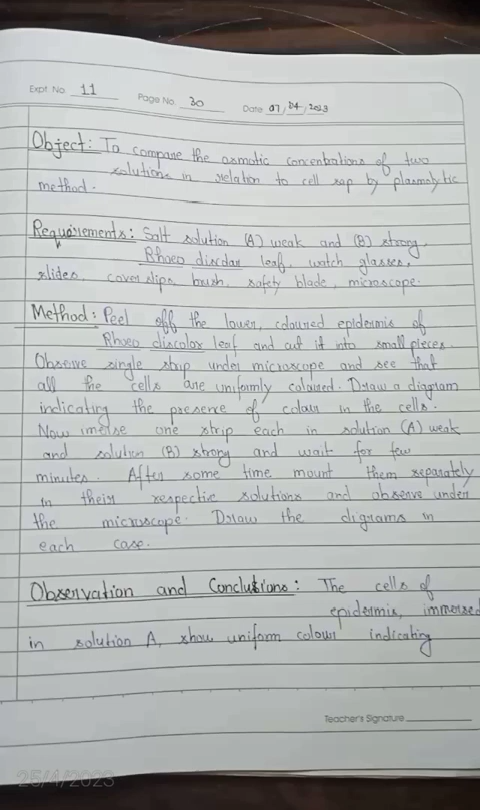 Expt. No. 11
Page No. 30
Date 07/04/2023
Object: To compare the osmotic concentrations of two
solutions in relation to cell sap by plasmolytic
method.
Requirements: Salt solution (A) weak and (B) strong,
Rhoeo discolar leaf, watch glasses,
slides coverslips, brush, safety blade, microscope.
Method: Peel off the lower, coloured epidermis of
Rhoeo discolor leaf and cut it into small pieces.
Observe single strip under microscope and see that
all the cells are uniformly coloured. Draw a diagram
indicating the presence of colour in the cells.
Now imerse one strip each in solution (A) weak
and solution (B) strong and wait for few
minutes. After some time mount them separately
in their respective solutions and observe under
the microscope. Draw the digrams in
each case.
Observation and Conclutions: The cells of
epidermis, immersed
in solution A, show uniform colour indicating
Teacher's Signature
25/4/2023